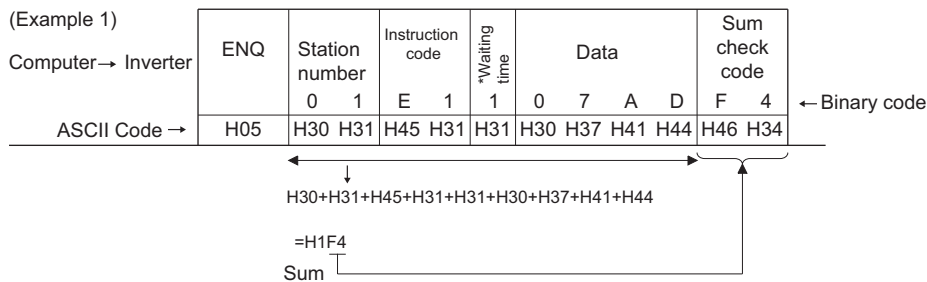 (Example 1)
Computer→ Inverter
ENQ Station number Instruction code *Waiting time Data Sum check code
0 1 E 1 1 0 7 A D F 4 ←Binary code
ASCII Code → H05 H30 H31 H45 H31 H31 H30 H37 H41 H44 H46 H34
H30+H31+H45+H31+H31+H30+H37+H41+H44
=H1F4
Sum